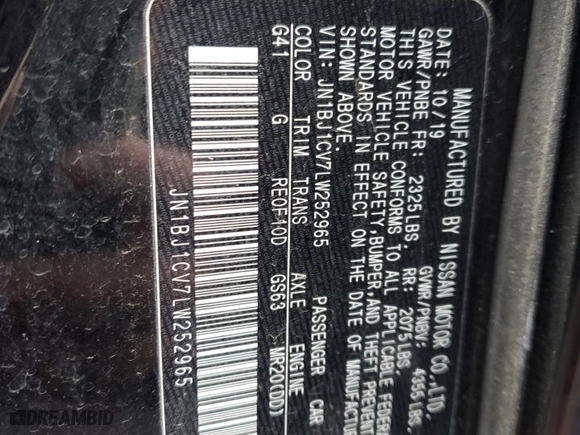 MANUFACTURED BY NISSAN MOTOR CO.,LTD.
DATE: 10/19 GVWR/PNBV: 4355 LBS
GAWR/PNBE FR: 2325LBS, RR: 2075LBS,
THIS VEHICLE CONFORMS TO ALL APPLICABLE FEDERAL
MOTOR VEHICLE SAFETY,BUMPER,AND THEFT PREVENTION
STANDARDS IN EFFECT ON THE DATE OF MANUFACTURE
SHOWN ABOVE.
VIN: JN1BJ1CV7LW252965 PASSENGER CAR
COLOR TRIM TRANS AXLE ENGINE
G41 G RE0F10D GS63 MR20(DD)
JN1BJ1CV7LW252965
DREAMBID